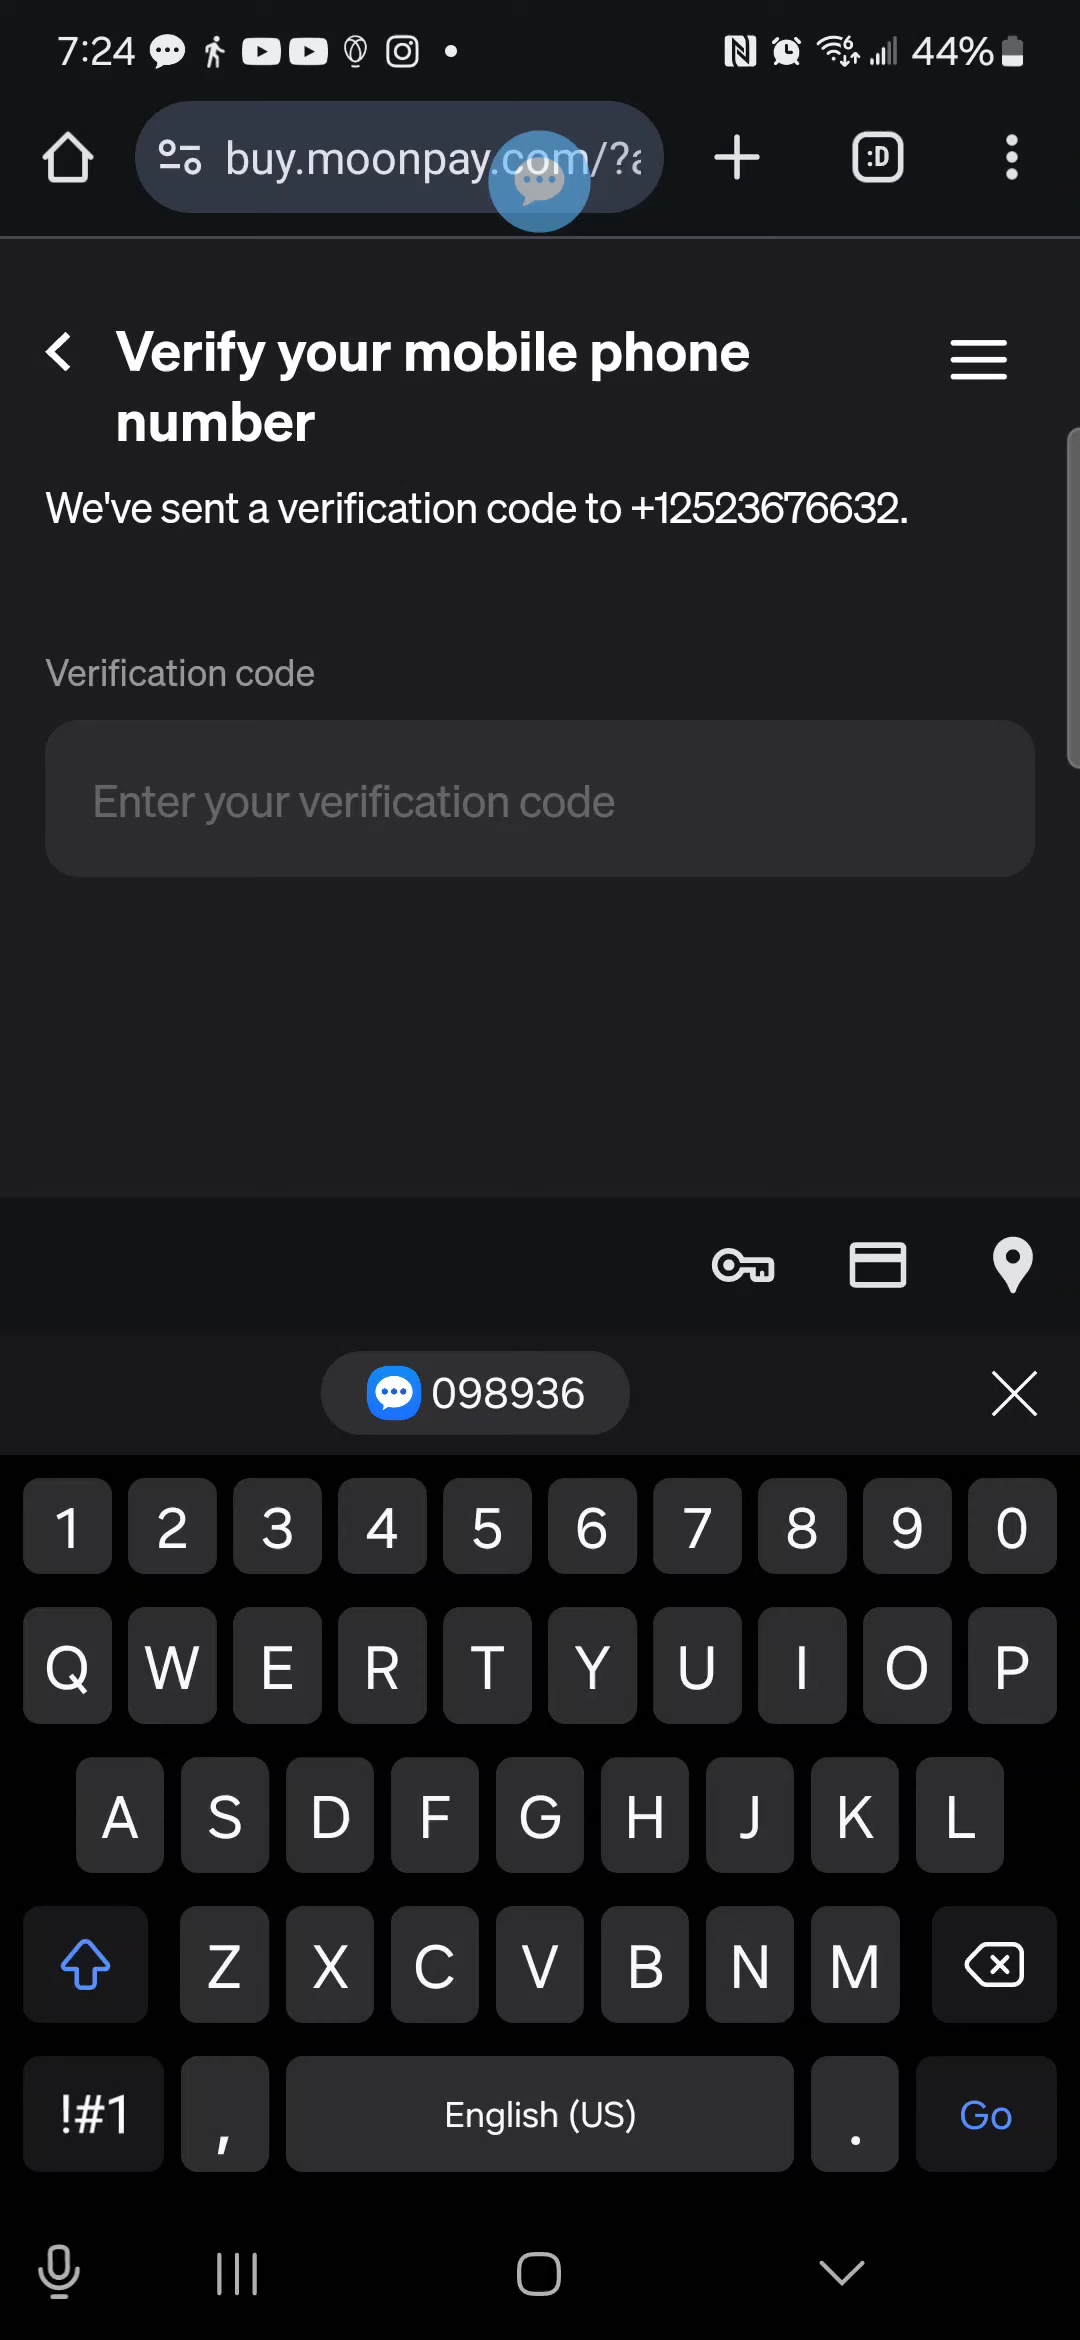 7:24 44%
buy.moonpay.com/?a
:D
Verify your mobile phone
number
We've sent a verification code to +12523676632.
Verification code
Enter your verification code
098936
1 2 3 4 5 6 7 8 9 0
Q W E R T Y U I O P
A S D F G H J K L
Z X C V B N M
!#1 , English (US) . Go